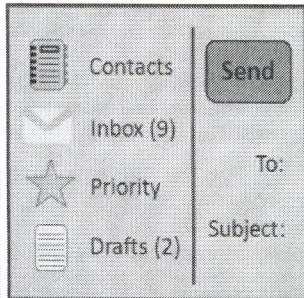 Contacts
Inbox (9)
Priority
Drafts (2)
Send
To:
Subject: